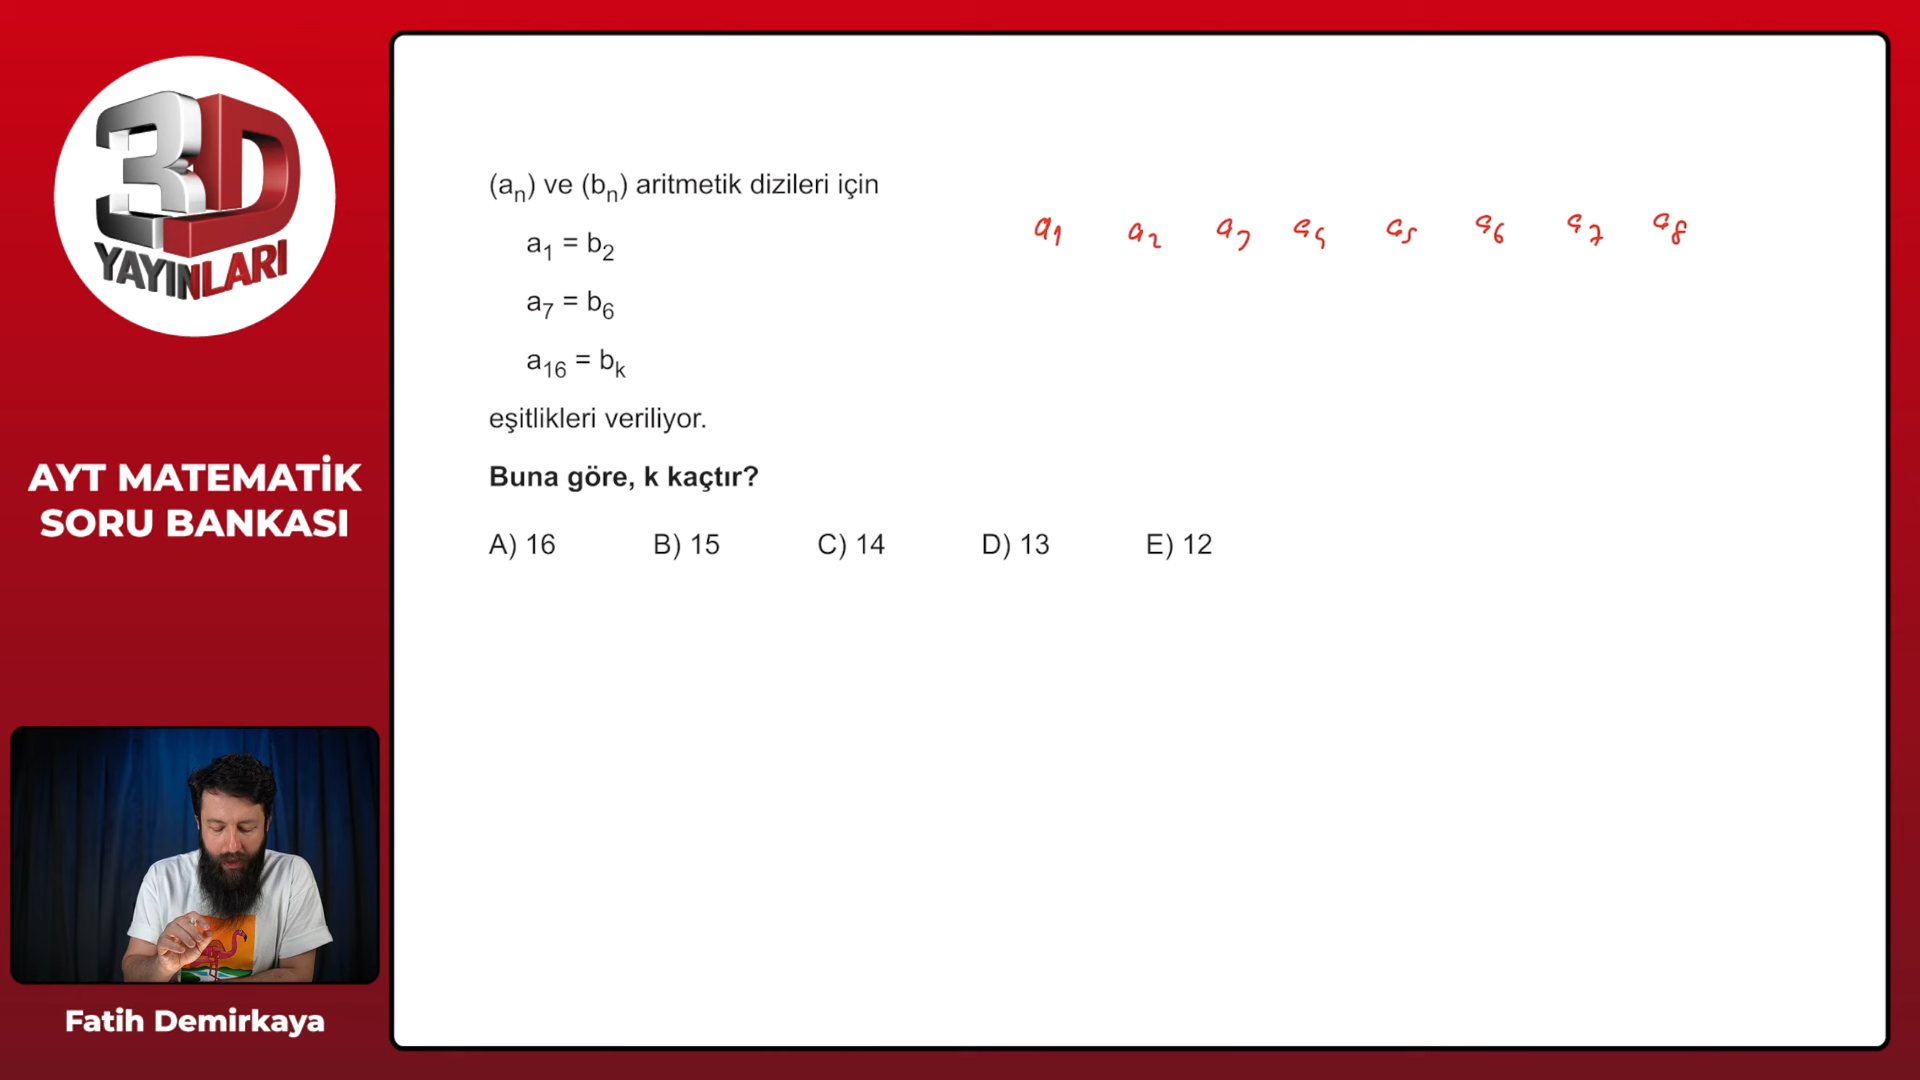 3D
YAYINLARI
AYT MATEMATİK
SORU BANKASI
Fatih Demirkaya
(aₙ) ve (bₙ) aritmetik dizileri için
a₁ = b₂
a₇ = b₆
a₁₆ = bₖ
eşitlikleri veriliyor.
Buna göre, k kaçtır?
A) 16 B) 15 C) 14 D) 13 E) 12
a₁ a₂ a₃ a₄ a₅ a₆ a₇ a₈